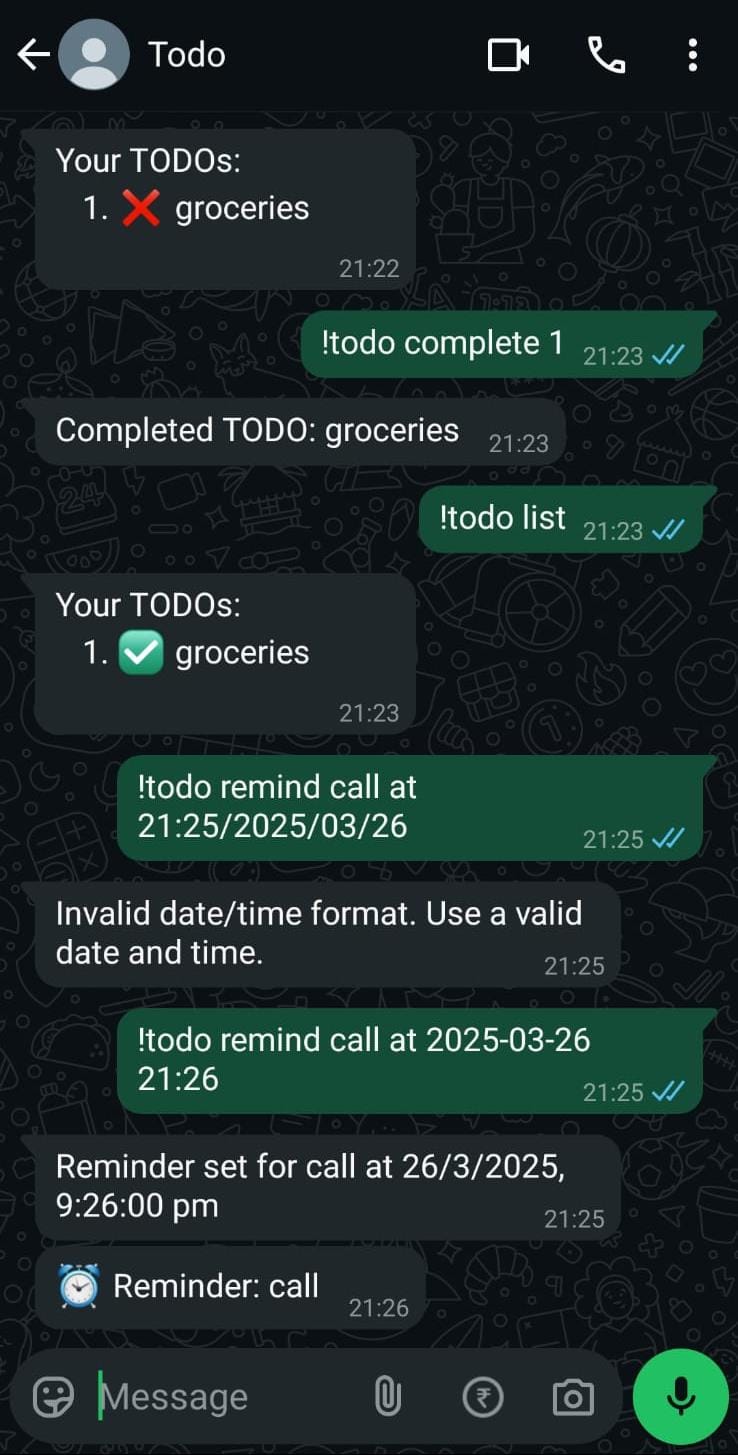 Todo
Your TODOs:
1. ❌ groceries
21:22
!todo complete 1 21:23
Completed TODO: groceries 21:23
!todo list 21:23
Your TODOs:
1. ✅ groceries
21:23
!todo remind call at
21:25/2025/03/26 21:25
Invalid date/time format. Use a valid
date and time. 21:25
!todo remind call at 2025-03-26
21:26 21:25
Reminder set for call at 26/3/2025,
9:26:00 pm 21:25
⏰ Reminder: call 21:26
Message